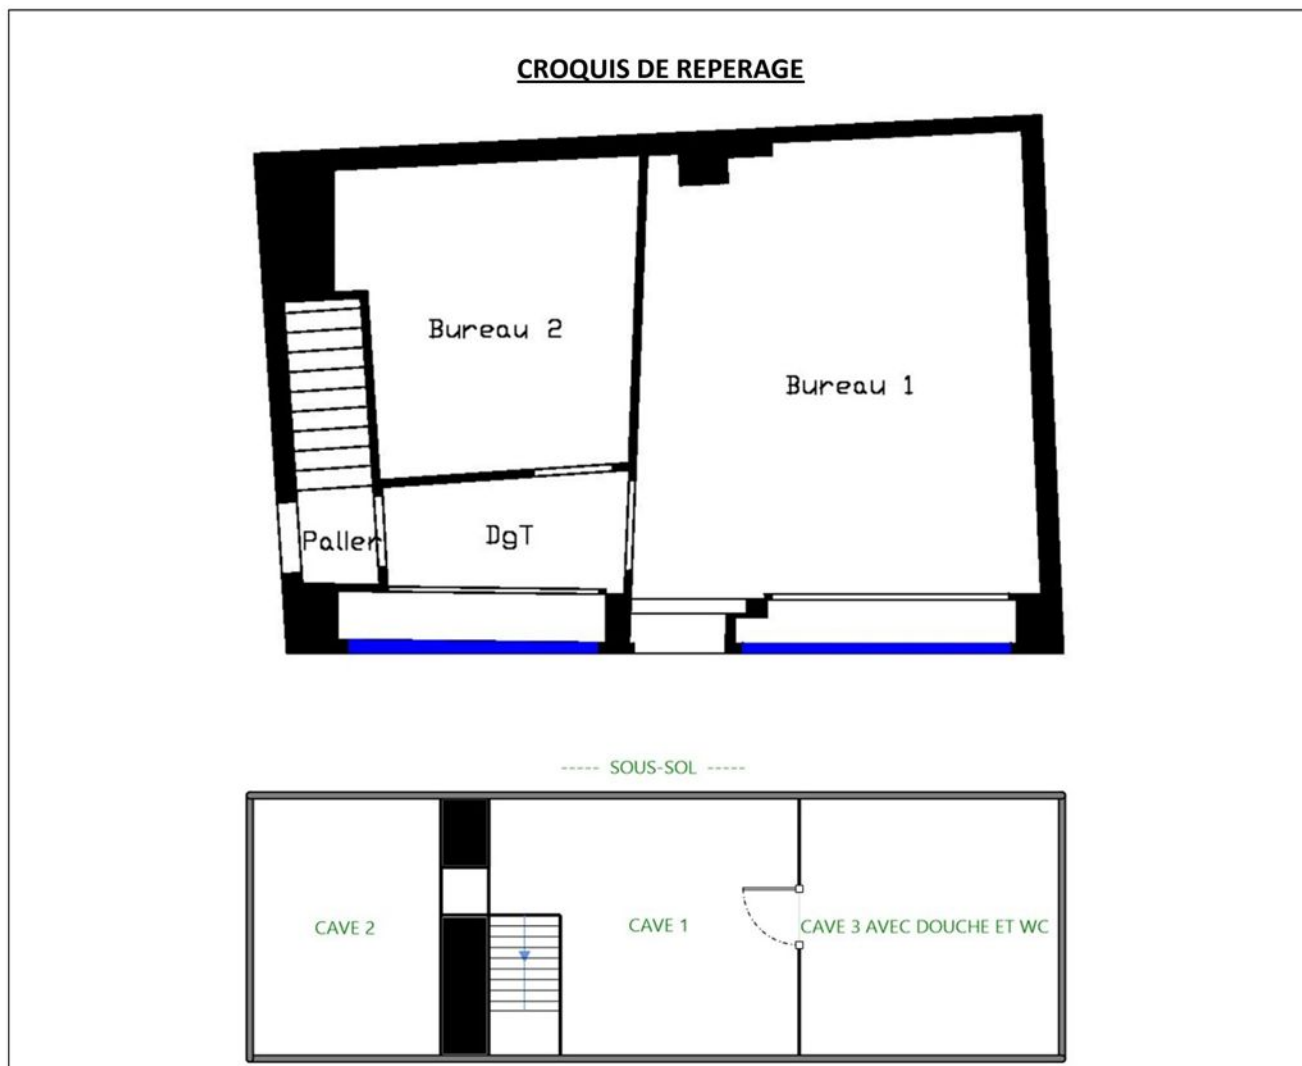 CROQUIS DE REPERAGE
Bureau 2
Bureau 1
Palier
DgT
----- SOUS-SOL -----
CAVE 2
CAVE 1
CAVE 3 AVEC DOUCHE ET WC